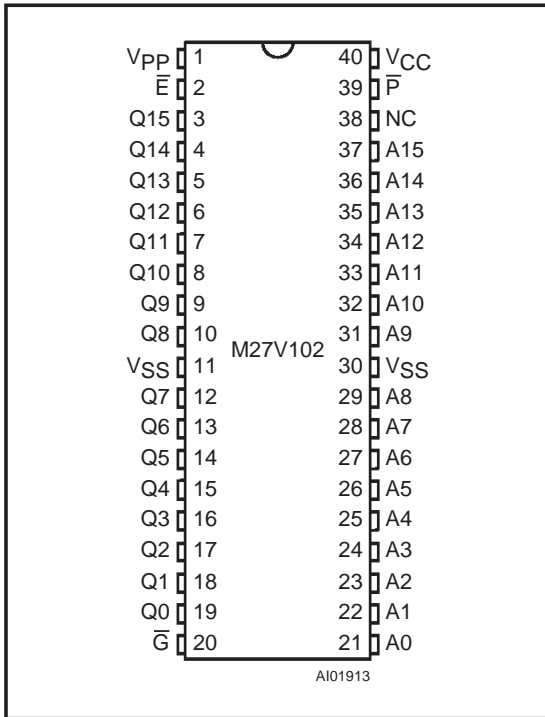 VPP 1 40 VCC
E̅ 2 39 P̅
Q15 3 38 NC
Q14 4 37 A15
Q13 5 36 A14
Q12 6 35 A13
Q11 7 34 A12
Q10 8 33 A11
Q9 9 32 A10
Q8 10 31 A9
M27V102
VSS 11 30 VSS
Q7 12 29 A8
Q6 13 28 A7
Q5 14 27 A6
Q4 15 26 A5
Q3 16 25 A4
Q2 17 24 A3
Q1 18 23 A2
Q0 19 22 A1
G̅ 20 21 A0
AI01913